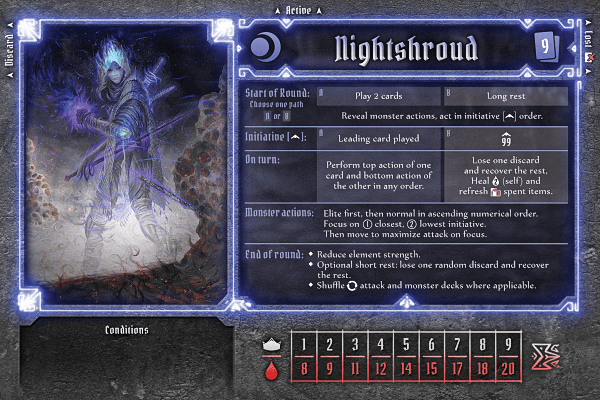 Active
Discard
Lost
Nightshroud
9
Start of Round:
Choose one path
A or B
A Play 2 cards
B Long rest
Reveal monster actions, act in initiative [ ] order.
Initiative [ ]:
A Leading card played
B 99
On turn:
Perform top action of one
card and bottom action of
the other in any order.
Lose one discard
and recover the rest,
Heal (self) and
refresh spent items.
Monster actions:
Elite first, then normal in ascending numerical order.
Focus on ① closest, ② lowest initiative.
Then move to maximize attack on focus.
End of round:
◆ Reduce element strength.
◆ Optional short rest: lose one random discard and recover
the rest.
◆ Shuffle attack and monster decks where applicable.
Conditions
1 2 3 4 5 6 7 8 9
8 9 11 12 14 15 17 18 20